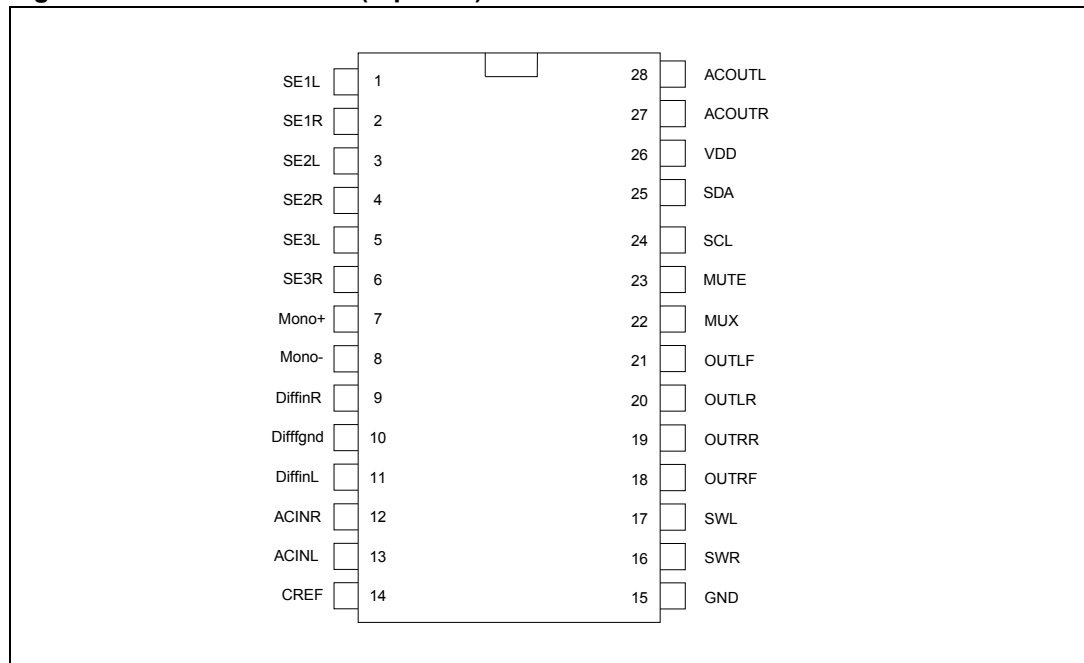 SE1L 1 28 ACOUTL
SE1R 2 27 ACOUTR
SE2L 3 26 VDD
SE2R 4 25 SDA
SE3L 5 24 SCL
SE3R 6 23 MUTE
Mono+ 7 22 MUX
Mono- 8 21 OUTLF
DiffinR 9 20 OUTLR
Difffgnd 10 19 OUTRR
DiffinL 11 18 OUTRF
ACINR 12 17 SWL
ACINL 13 16 SWR
CREF 14 15 GND